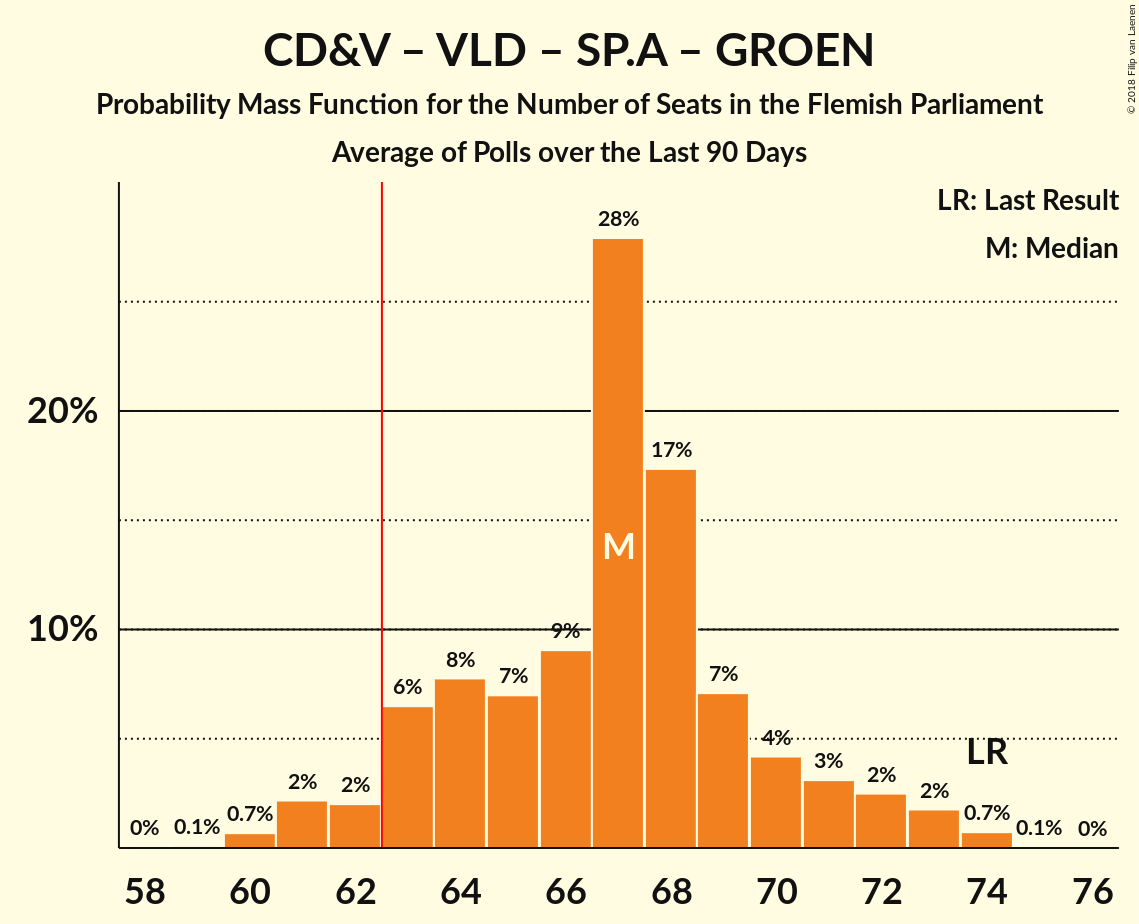 CD&V – VLD – SP.A – GROEN
Probability Mass Function for the Number of Seats in the Flemish Parliament
Average of Polls over the Last 90 Days
© 2018 Filip van Laenen
LR: Last Result
M: Median
28%
20%
17%
M
10%
9%
8%
7%
6%
7%
4%
LR
3%
2%
2%
2%
2%
0.7%
0.7%
0%
0.1%
0.1%
0%
58 60 62 64 66 68 70 72 74 76